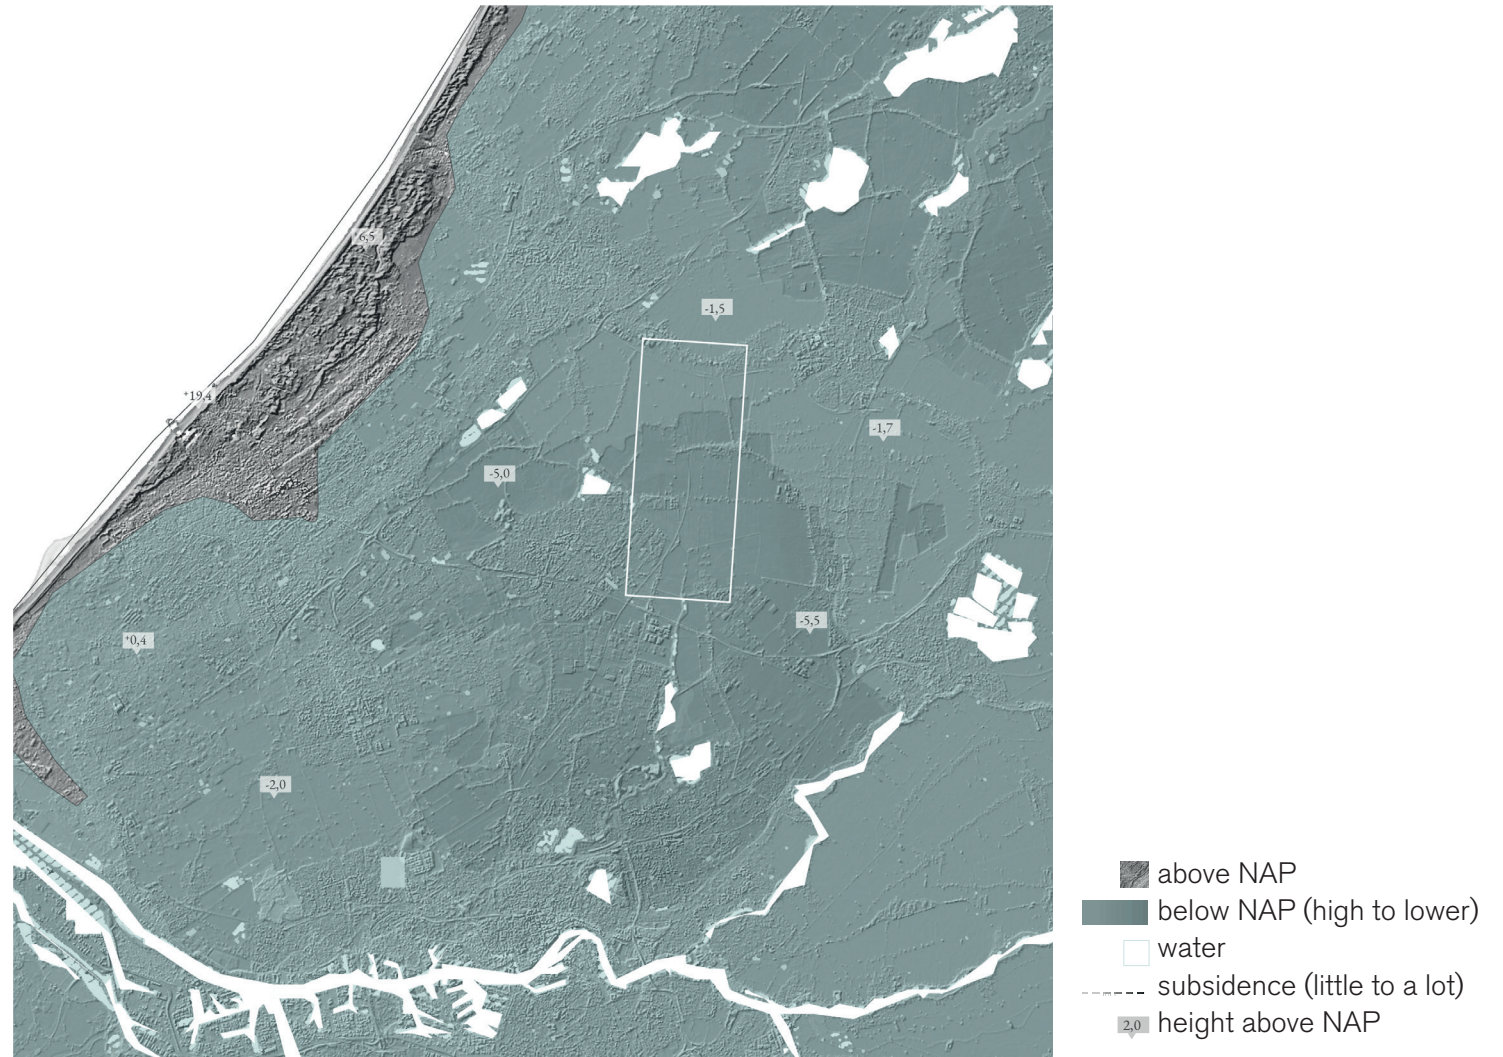 +6,5
-1,5
+19,4
-1,7
-5,0
-5,5
+0,4
-2,0
above NAP
below NAP (high to lower)
water
subsidence (little to a lot)
2,0 height above NAP